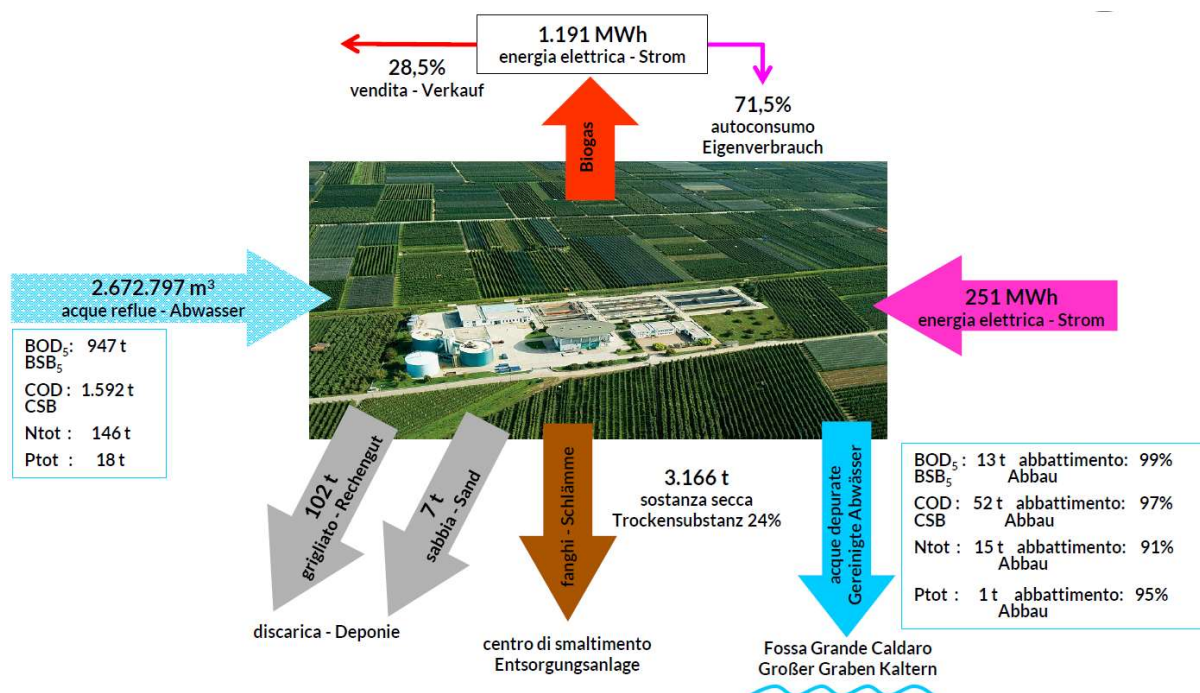 1.191 MWh
energia elettrica - Strom
28,5%
vendita - Verkauf
71,5%
autoconsumo
Eigenverbrauch
Biogas
2.672.797 m³
acque reflue - Abwasser
BOD₅: 947 t
BSB₅
COD : 1.592 t
CSB
Ntot : 146 t
Ptot : 18 t
251 MWh
energia elettrica - Strom
102 t
grigliato - Rechengut
7 t
sabbia - Sand
discarica - Deponie
fanghi - Schlämme
3.166 t
sostanza secca
Trockensubstanz 24%
centro di smaltimento
Entsorgungsanlage
acque depurate
Gereinigte Abwässer
BOD₅ : 13 t abbattimento: 99%
BSB₅ Abbau
COD : 52 t abbattimento: 97%
CSB Abbau
Ntot : 15 t abbattimento: 91%
Abbau
Ptot : 1 t abbattimento: 95%
Abbau
Fossa Grande Caldaro
Großer Graben Kaltern